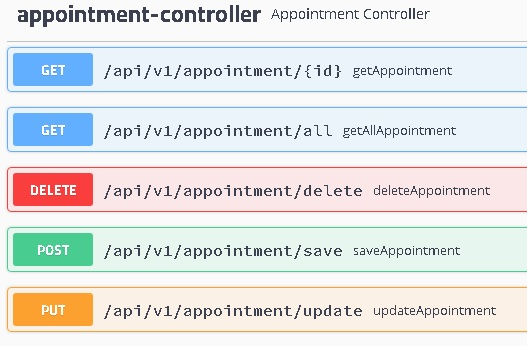 appointment-controller Appointment Controller
GET /api/v1/appointment/{id} getAppointment
GET /api/v1/appointment/all getAllAppointment
DELETE /api/v1/appointment/delete deleteAppointment
POST /api/v1/appointment/save saveAppointment
PUT /api/v1/appointment/update updateAppointment